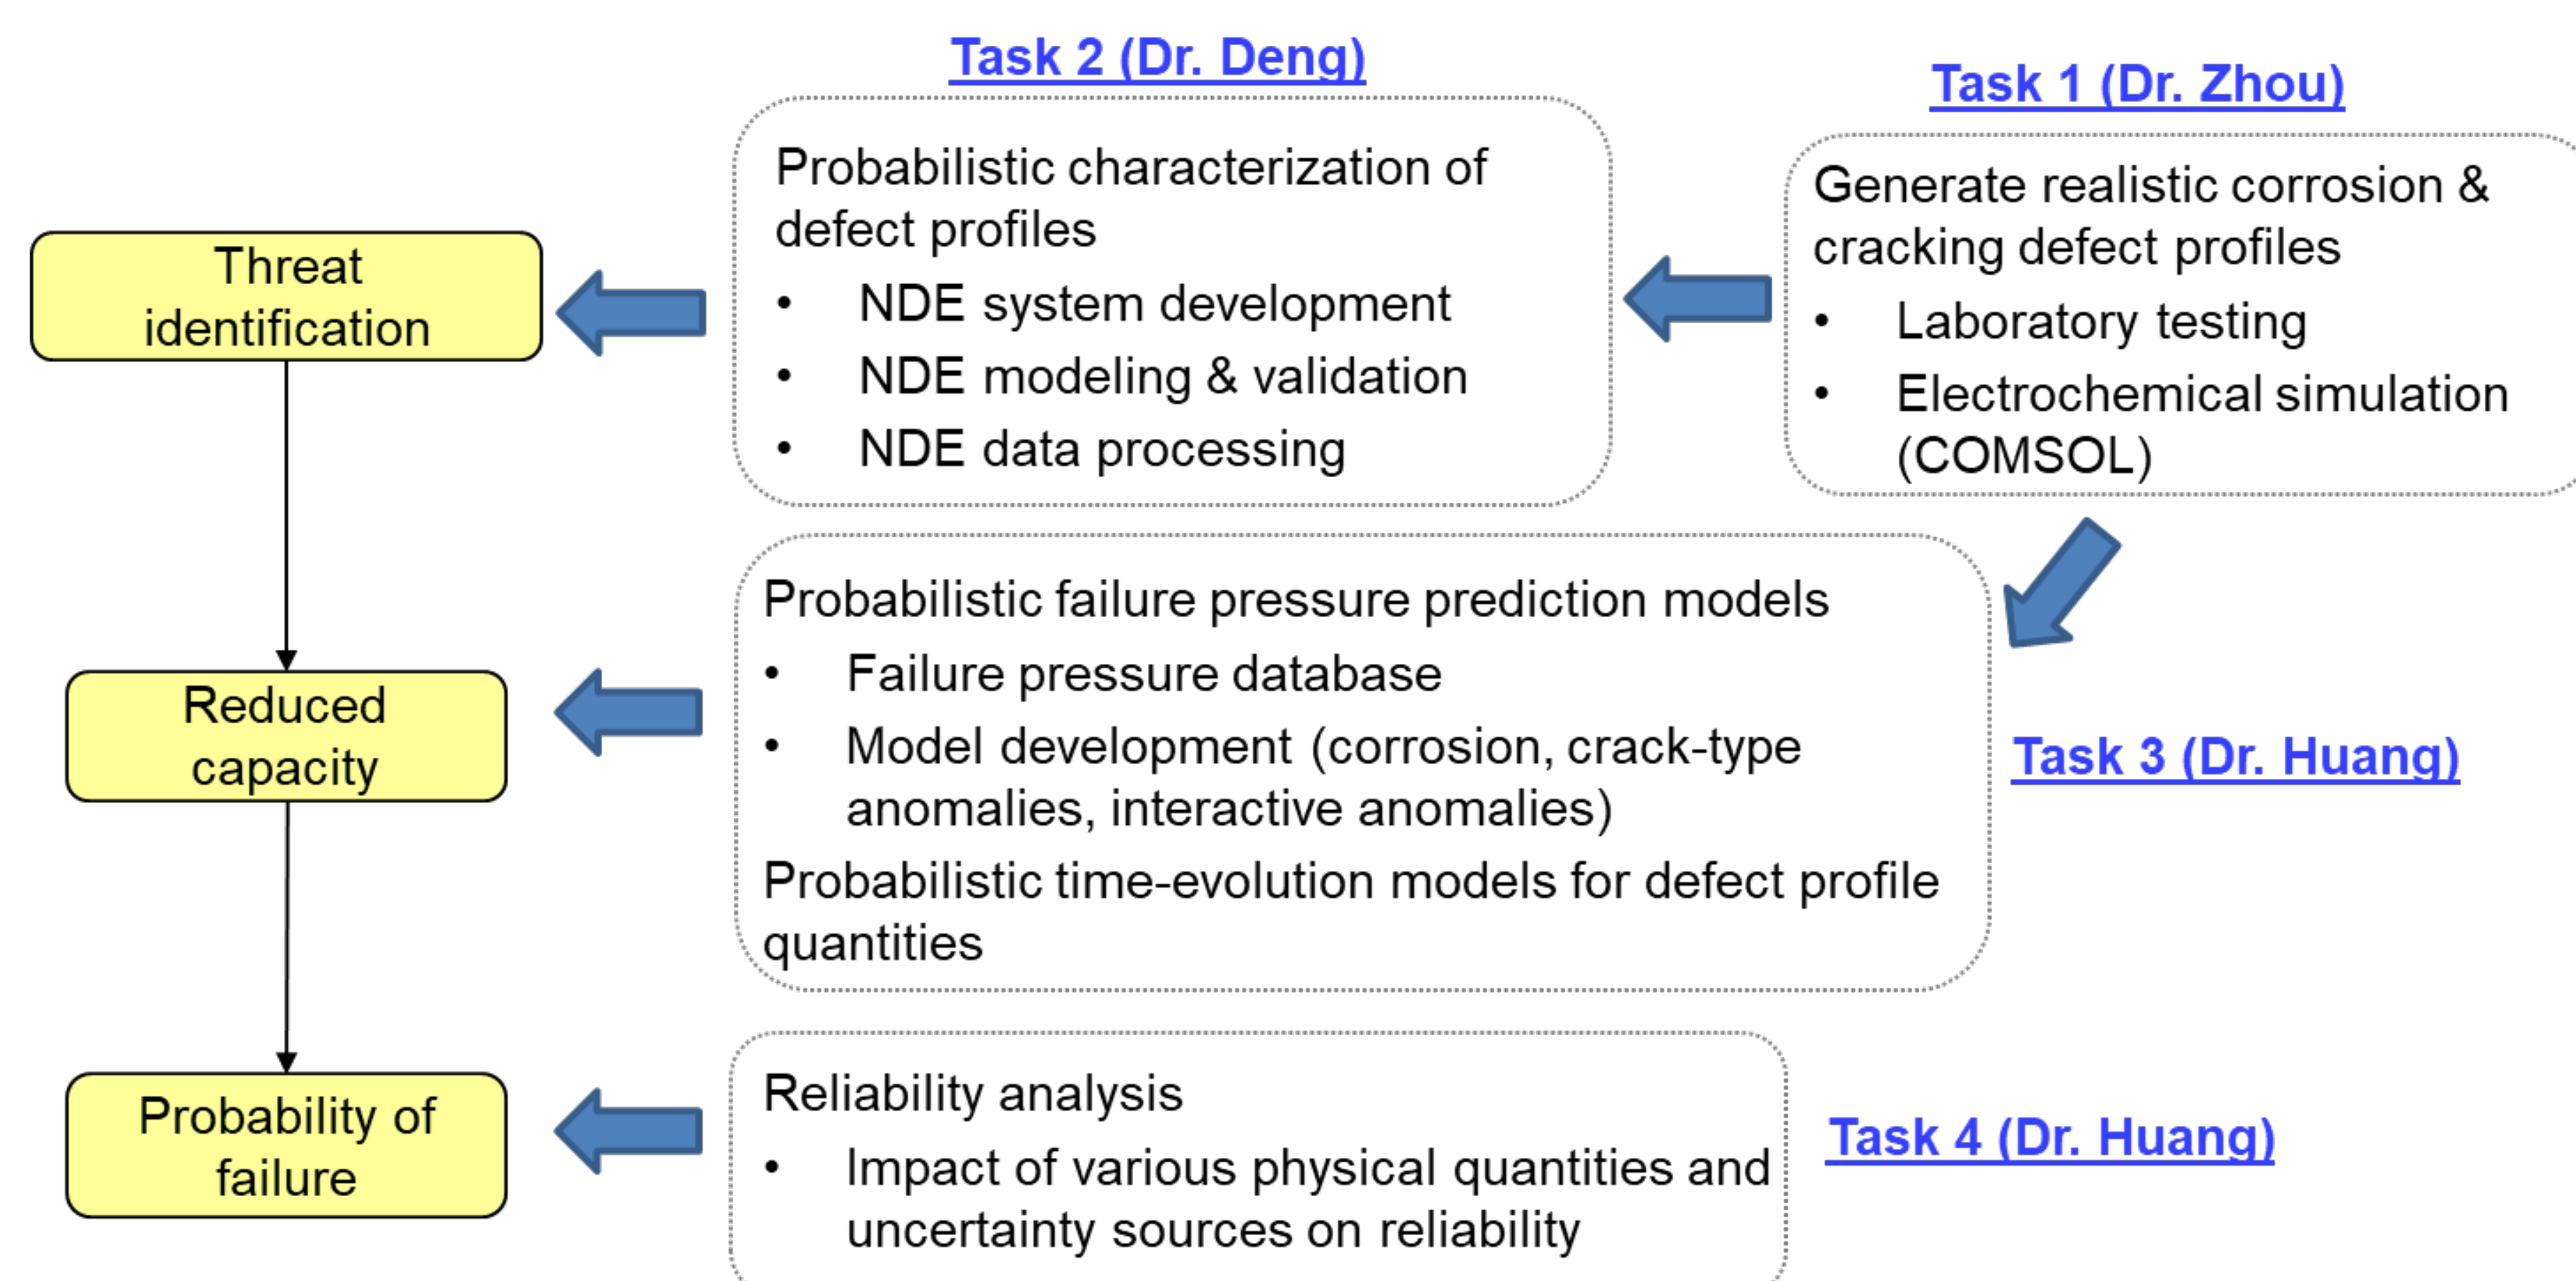 Task 2 (Dr. Deng)
Task 1 (Dr. Zhou)
Threat
identification
Probabilistic characterization of
defect profiles
• NDE system development
• NDE modeling & validation
• NDE data processing
Generate realistic corrosion &
cracking defect profiles
• Laboratory testing
• Electrochemical simulation
(COMSOL)
Reduced
capacity
Probabilistic failure pressure prediction models
• Failure pressure database
• Model development (corrosion, crack-type
anomalies, interactive anomalies)
Probabilistic time-evolution models for defect profile
quantities
Task 3 (Dr. Huang)
Probability of
failure
Reliability analysis
• Impact of various physical quantities and
uncertainty sources on reliability
Task 4 (Dr. Huang)